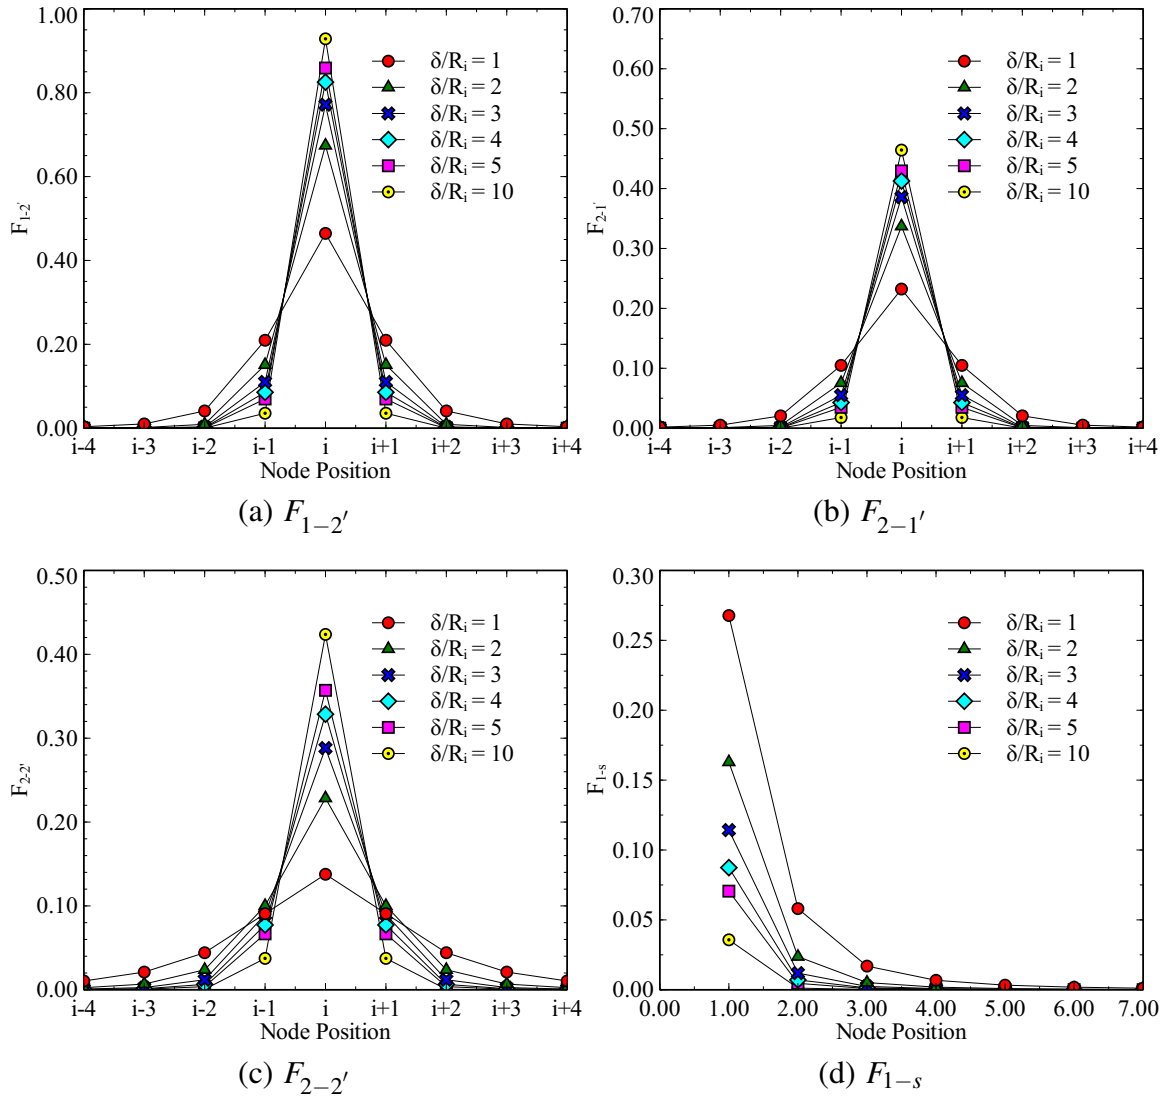 1.00
0.80
0.60
0.40
0.20
0.00
F1-2'
δ/Ri = 1
δ/Ri = 2
δ/Ri = 3
δ/Ri = 4
δ/Ri = 5
δ/Ri = 10
i-4 i-3 i-2 i-1 i i+1 i+2 i+3 i+4
Node Position
(a) F1−2′
0.70
0.60
0.50
0.40
0.30
0.20
0.10
0.00
F2-1'
δ/Ri = 1
δ/Ri = 2
δ/Ri = 3
δ/Ri = 4
δ/Ri = 5
δ/Ri = 10
i-4 i-3 i-2 i-1 i i+1 i+2 i+3 i+4
Node Position
(b) F2−1′
0.50
0.40
0.30
0.20
0.10
0.00
F2-2'
δ/Ri = 1
δ/Ri = 2
δ/Ri = 3
δ/Ri = 4
δ/Ri = 5
δ/Ri = 10
i-4 i-3 i-2 i-1 i i+1 i+2 i+3 i+4
Node Position
(c) F2−2′
0.30
0.25
0.20
0.15
0.10
0.05
0.00
F1-s
δ/Ri = 1
δ/Ri = 2
δ/Ri = 3
δ/Ri = 4
δ/Ri = 5
δ/Ri = 10
0.00 1.00 2.00 3.00 4.00 5.00 6.00 7.00
Node Position
(d) F1−s